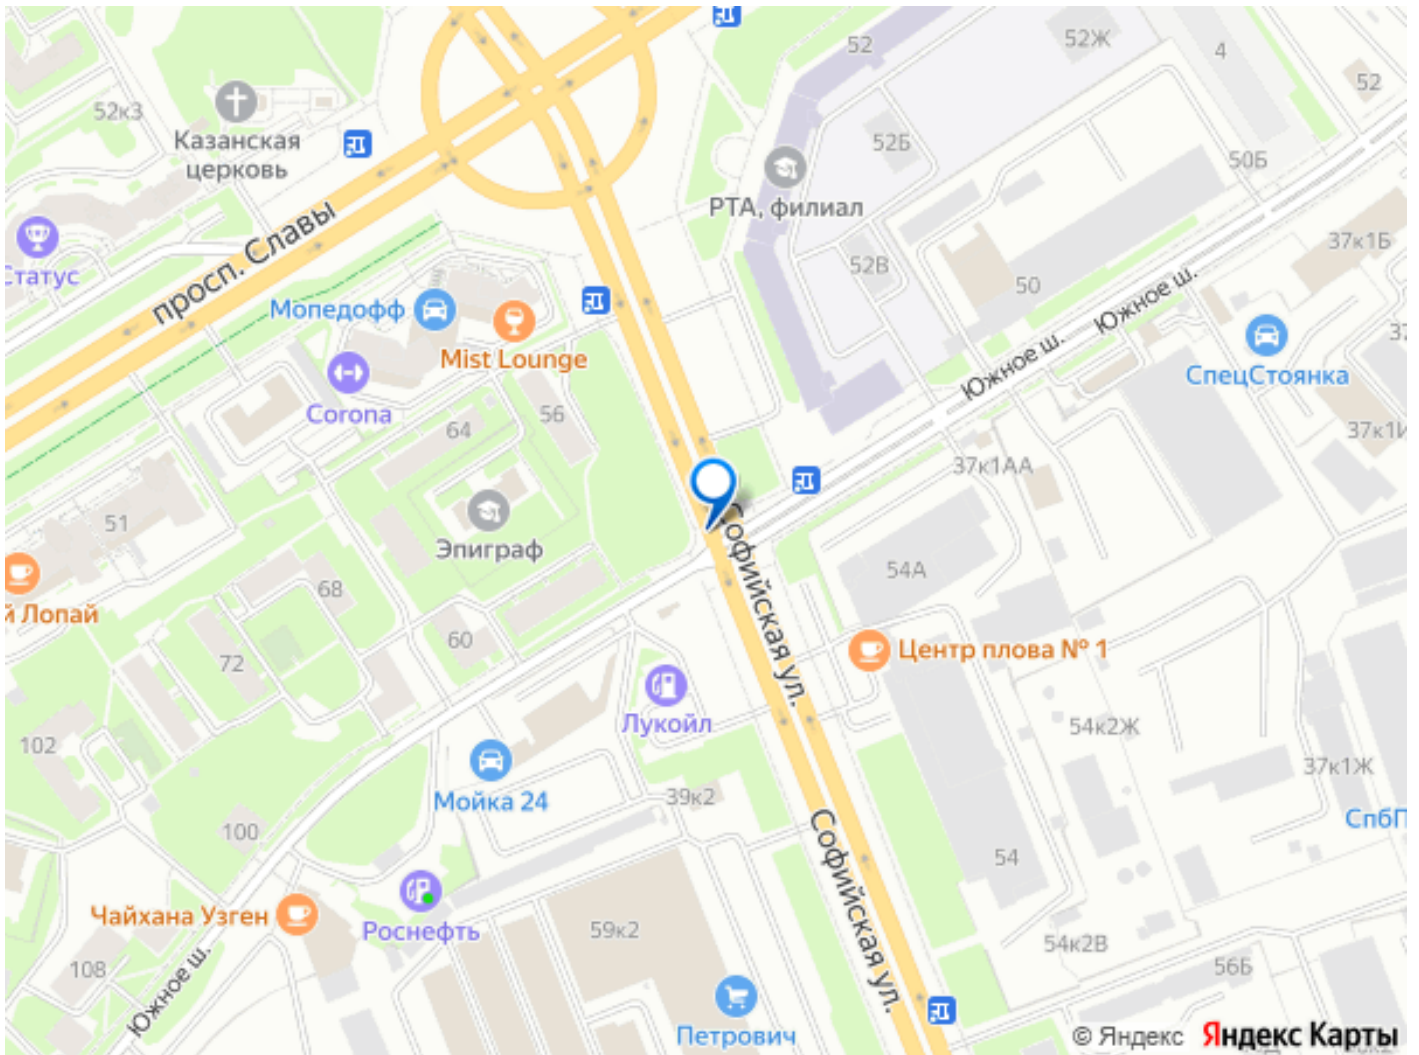 52
52Ж
4
52
52к3
Казанская
церковь
52Б
50Б
РТА, филиал
просп. Славы
Статус
37к1Б
52В
50
Южное ш.
Южное ш.
Мопедофф
Mist Lounge
СпецСтоянка
Corona
56
64
37к1И
37к1АА
51
Эпиграф
Софийская ул.
54А
й Лопай
68
60
72
Центр плова № 1
Лукойл
102
54к2Ж
37к1Ж
39к2
Мойка 24
СпбП
100
Софийская ул.
54
Чайхана Узген
Роснефть
59к2
54к2В
56Б
108
Южное ш.
Петрович
© Яндекс Яндекс Карты